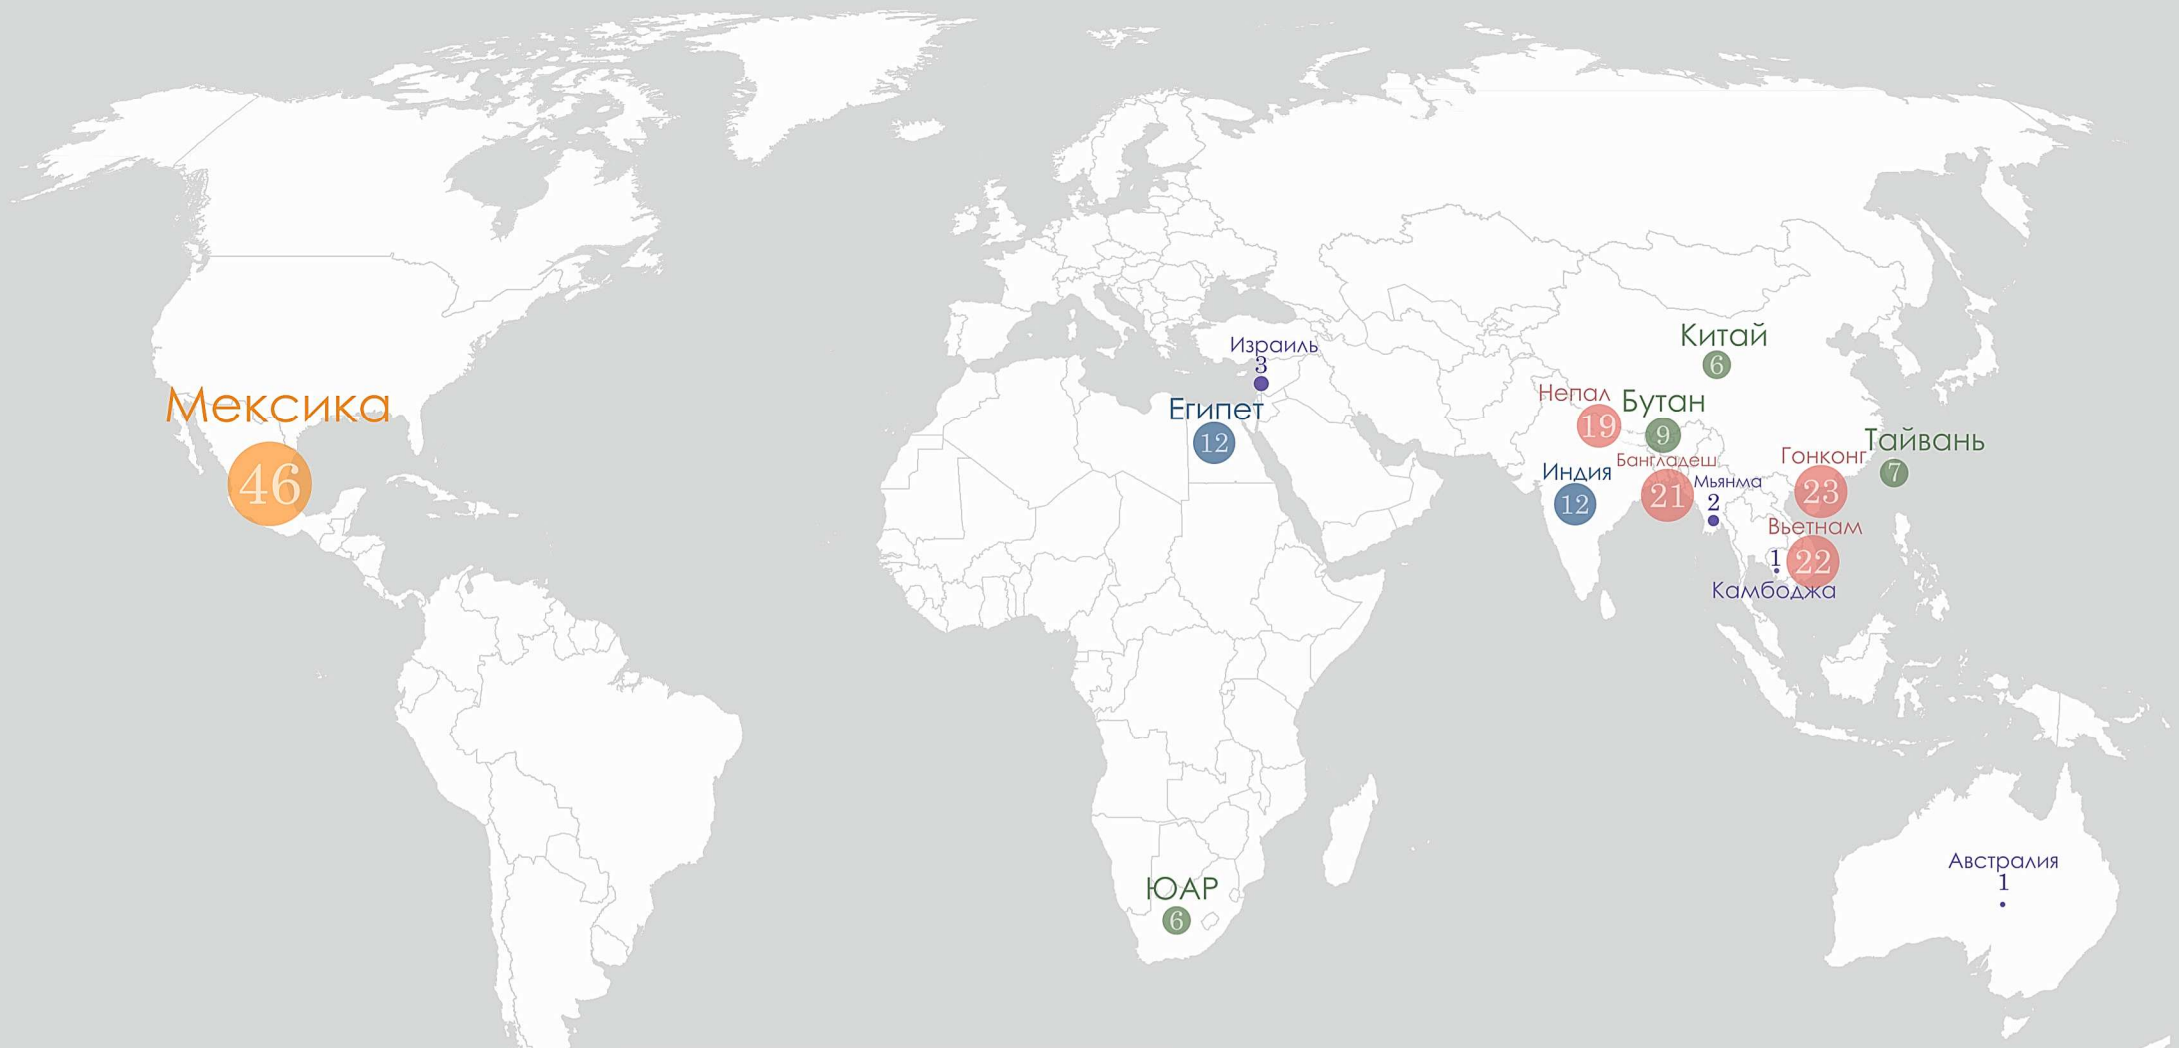 Китай
6
Израиль
3
Мексика
46
Непал
19
Бутан
9
Египет
12
Тайвань
7
Гонконг
23
Бангладеш
21
Индия
12
Мьянма
2
Вьетнам
22
1
Камбоджа
Австралия
1
ЮАР
6